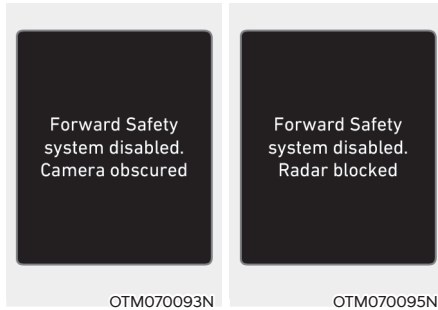 Forward Safety
system disabled.
Camera obscured
OTM070093N
Forward Safety
system disabled.
Radar blocked
OTM070095N